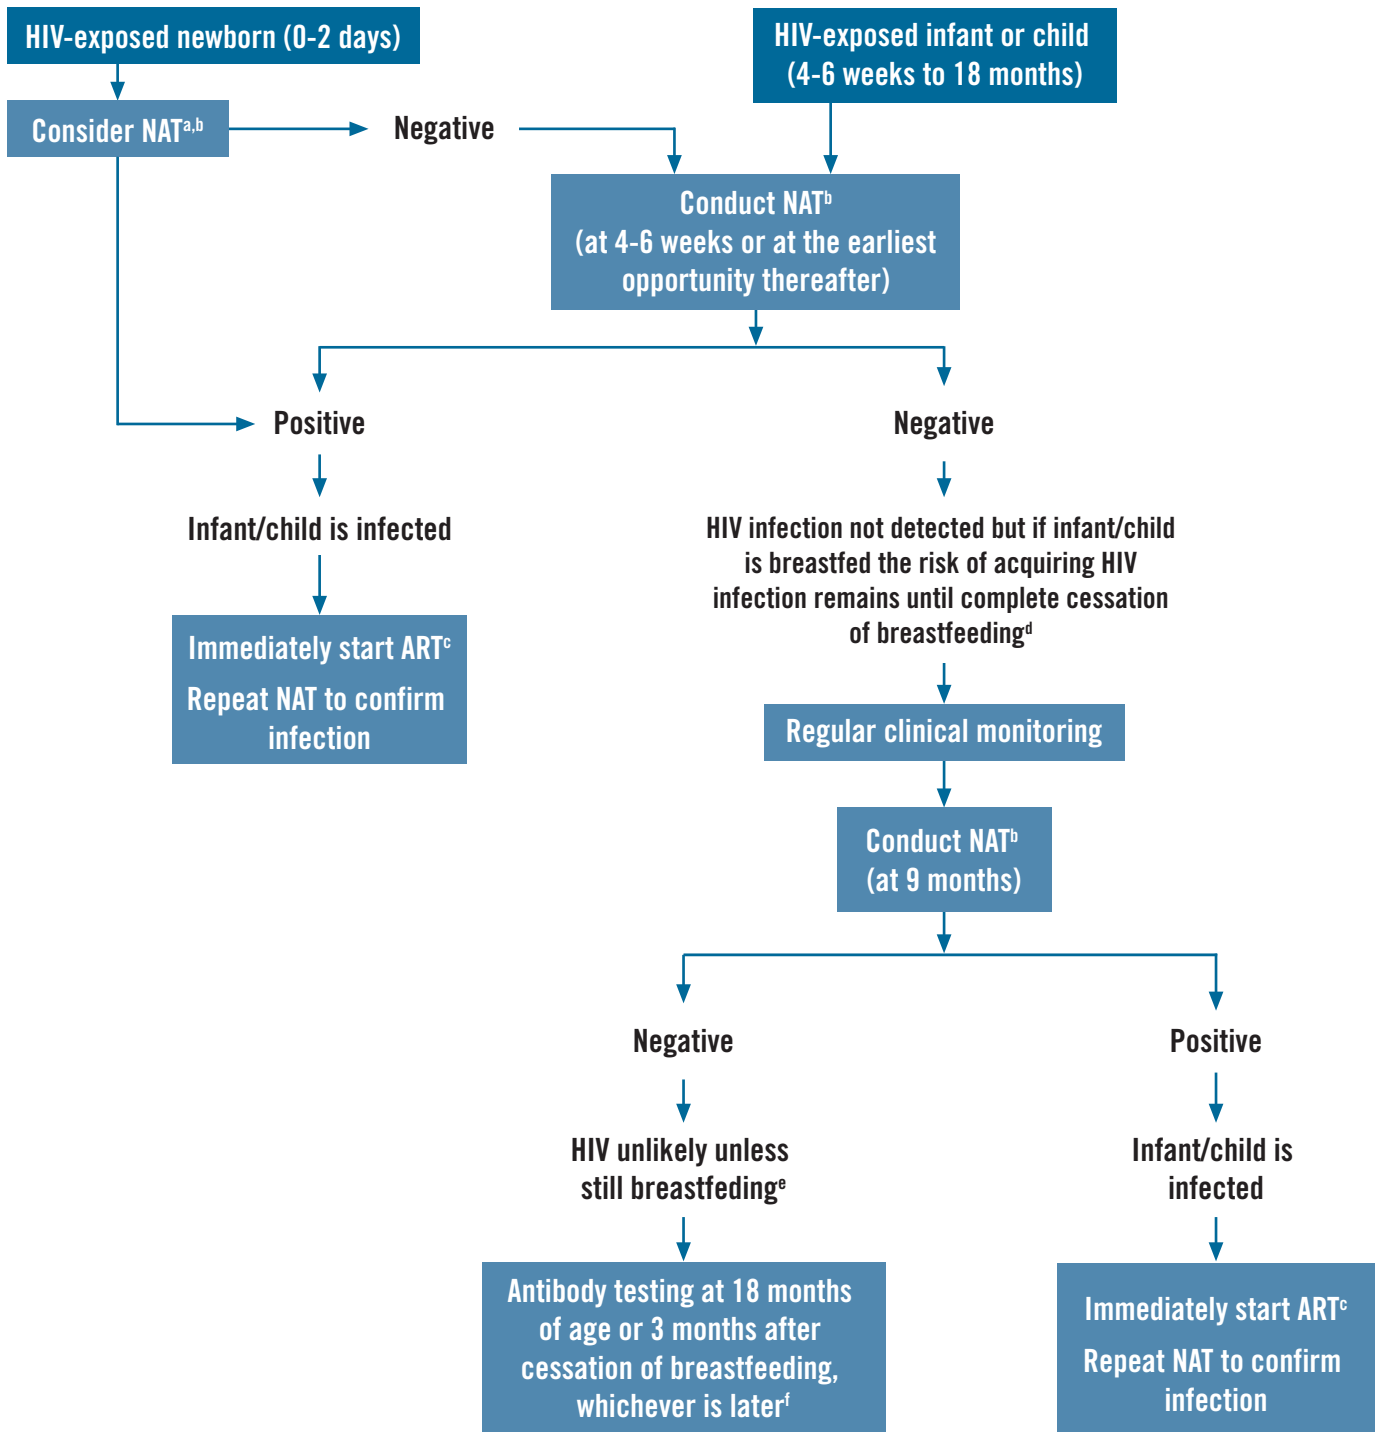 HIV-exposed newborn (0-2 days)
HIV-exposed infant or child
(4-6 weeks to 18 months)
Consider NATa,b
Negative
Conduct NATb
(at 4-6 weeks or at the earliest
opportunity thereafter)
Positive
Negative
Infant/child is infected
HIV infection not detected but if infant/child
is breastfed the risk of acquiring HIV
infection remains until complete cessation
of breastfeedingd
Immediately start ARTc
Repeat NAT to confirm
infection
Regular clinical monitoring
Conduct NATb
(at 9 months)
Negative
Positive
HIV unlikely unless
still breastfedinge
Infant/child is
infected
Antibody testing at 18 months
of age or 3 months after
cessation of breastfeeding,
whichever is laterf
Immediately start ARTc
Repeat NAT to confirm
infection